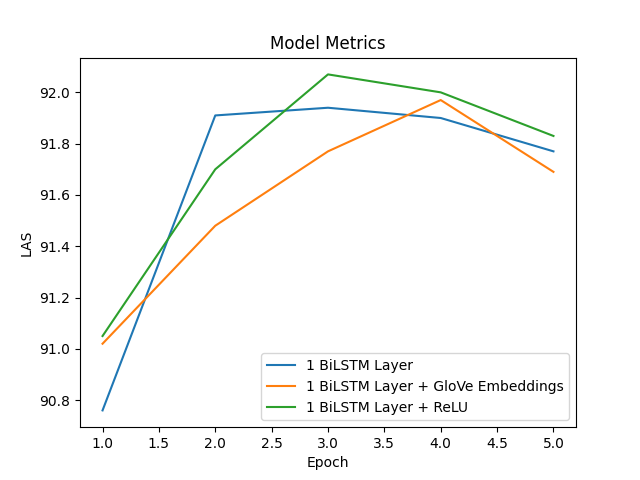 Model Metrics
92.0
91.8
91.6
91.4
91.2
91.0
90.8
LAS
1 BiLSTM Layer
1 BiLSTM Layer + GloVe Embeddings
1 BiLSTM Layer + ReLU
1.0 1.5 2.0 2.5 3.0 3.5 4.0 4.5 5.0
Epoch